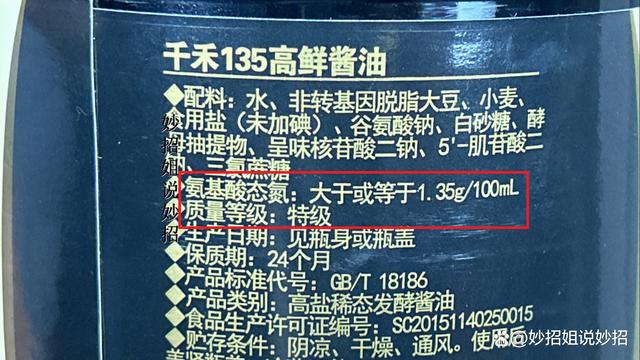 千禾135高鲜酱油
◆配料：水、非转基因脱脂大豆、小麦、
用盐（未加碘）、谷氨酸钠、白砂糖、酵
母抽提物、呈味核苷酸二钠、5'-肌苷酸二
钠、三氯蔗糖
◆氨基酸态氮：大于或等于1.35g/100mL
◆质量等级：特级
◆生产日期：见瓶身或瓶盖
◆保质期：24个月
◆产品标准代号：GB/T 18186
◆产品类别：高盐稀态发酵酱油
◆食品生产许可证编号：SC20151140250015
◆贮存条件：阴凉、干燥、通风。使用后
妙招姐说妙招
@妙招姐说妙招